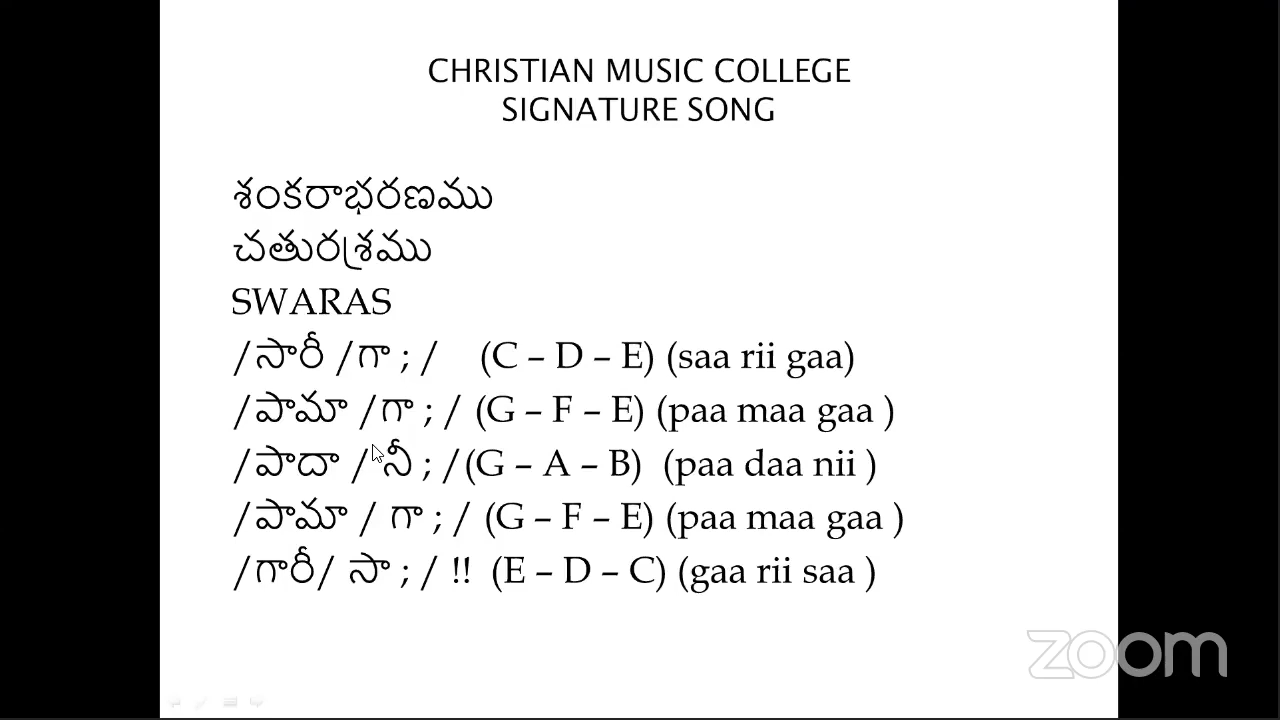 CHRISTIAN MUSIC COLLEGE
SIGNATURE SONG
శంకరాభరణము
చతురశ్రము
SWARAS
/సారీ /గా ; / (C – D – E) (saa rii gaa)
/పామా /గా ; / (G – F – E) (paa maa gaa )
/పాదా / నీ ; /(G – A – B) (paa daa nii )
/పామా / గా ; / (G – F – E) (paa maa gaa )
/గారీ/ సా ; / !! (E – D – C) (gaa rii saa )
zoom